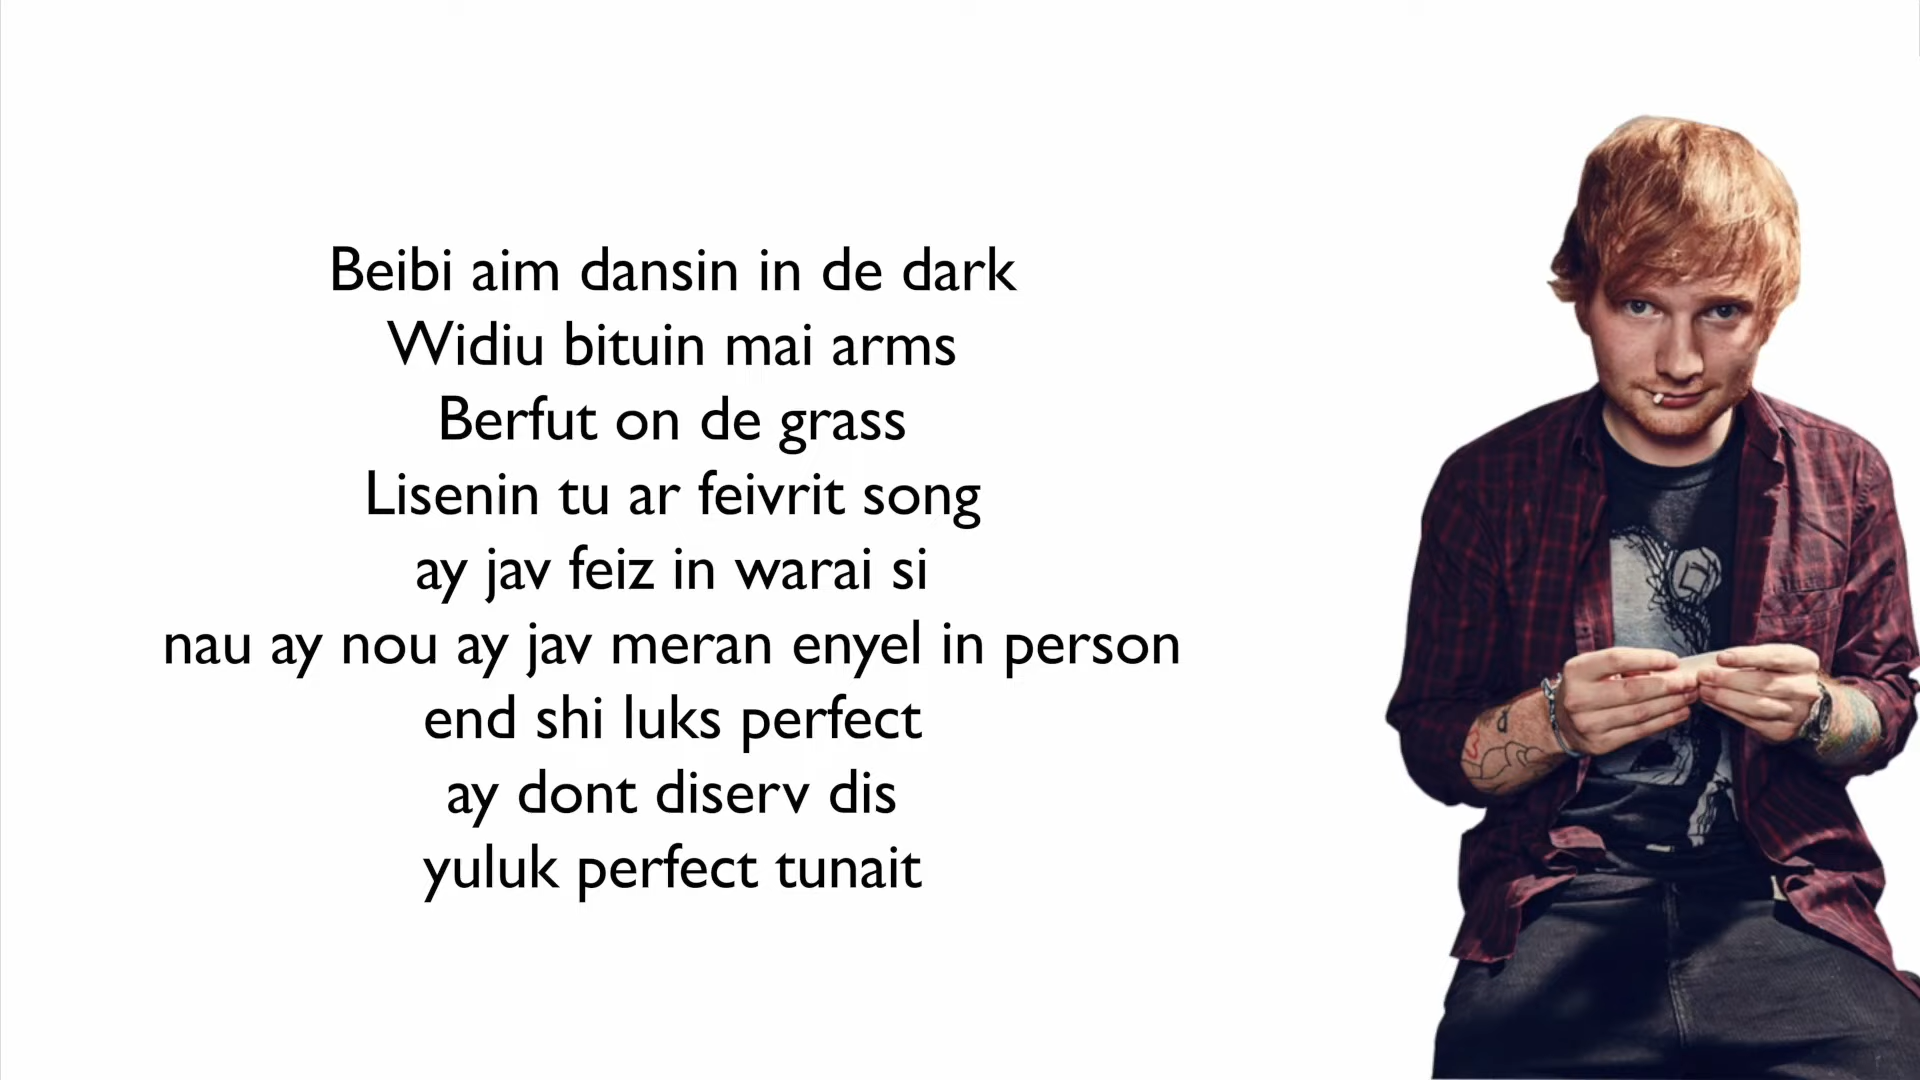 Beibi aim dansin in de dark
Widiu bituin mai arms
Berfut on de grass
Lisenin tu ar feivrit song
ay jav feiz in warai si
nau ay nou ay jav meran enyel in person
end shi luks perfect
ay dont diserv dis
yuluk perfect tunait